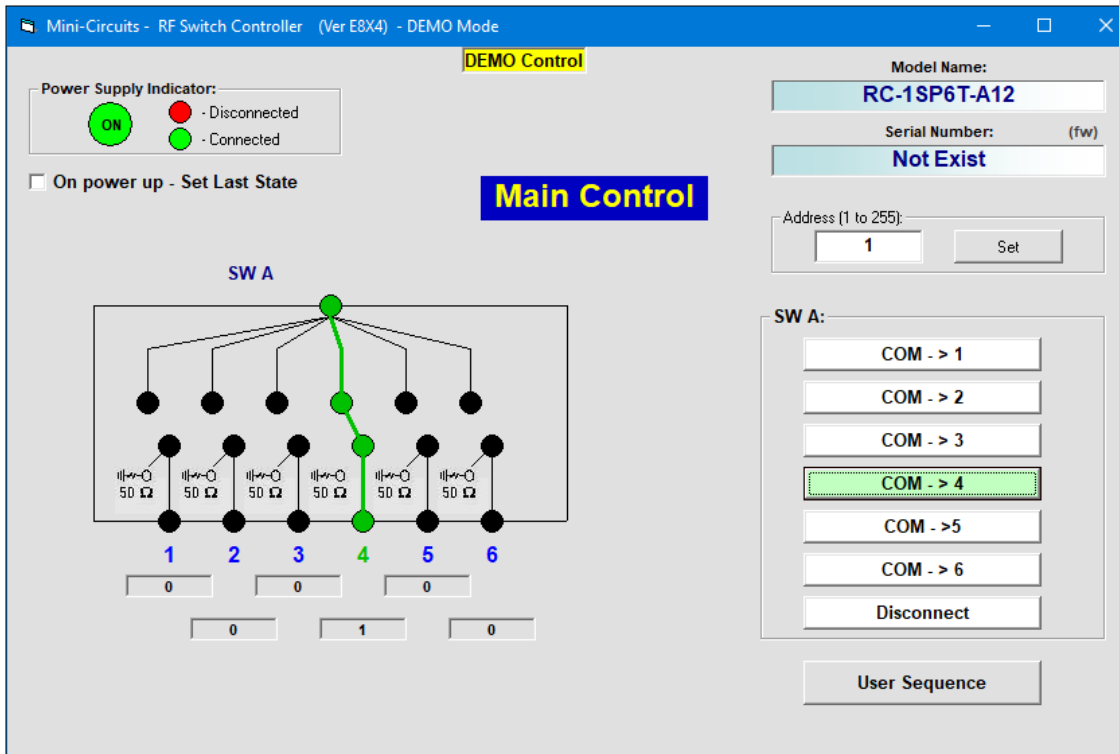 Mini-Circuits - RF Switch Controller (Ver E8X4) - DEMO Mode
DEMO Control
Power Supply Indicator:
ON
- Disconnected
- Connected
On power up - Set Last State
Main Control
Model Name:
RC-1SP6T-A12
Serial Number: (fw)
Not Exist
Address (1 to 255):
1 Set
SW A
50 Ω 50 Ω 50 Ω 50 Ω 50 Ω 50 Ω
1 2 3 4 5 6
0 0 0
0 1 0
SW A:
COM - > 1
COM - > 2
COM - > 3
COM - > 4
COM - >5
COM - > 6
Disconnect
User Sequence